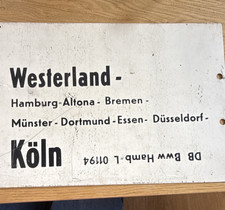 Westerland -
Hamburg-Altona - Bremen -
Münster - Dortmund - Essen - Düsseldorf -
Köln
DB Bww Hamb-L 01194